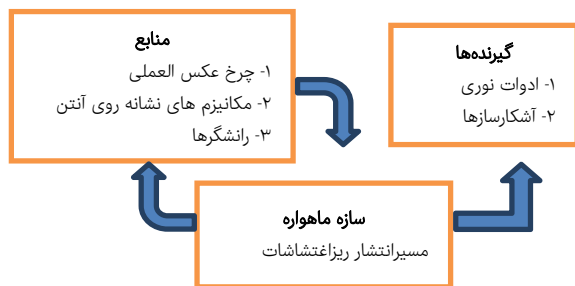 گیرنده‌ها
۱- ادوات نوری
۲- آشکارسازها
منابع
۱- چرخ عکس العملی
۲- مکانیزم های نشانه روی آنتن
۳- رانشگرها
سازه ماهواره
مسیرانتشار ریزاغتشاشات